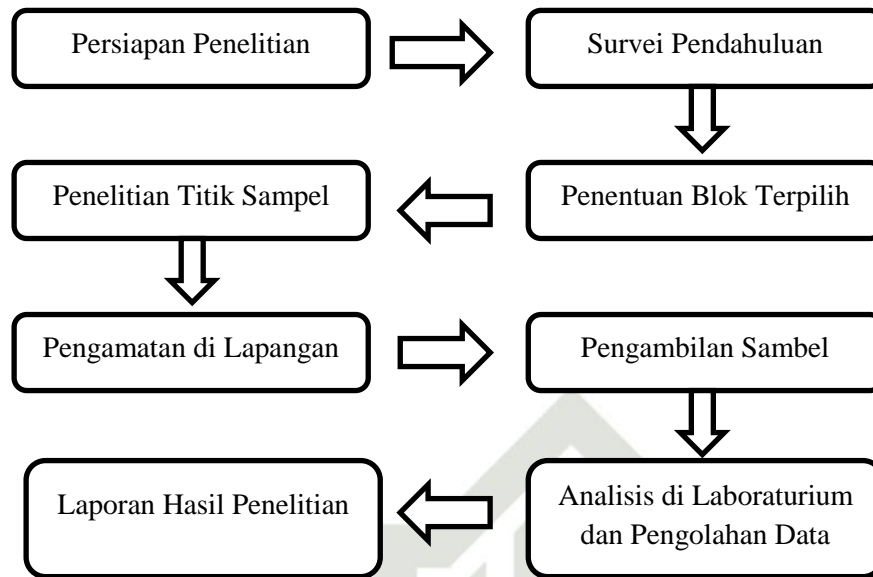 Persiapan Penelitian
Survei Pendahuluan
Penentuan Blok Terpilih
Penelitian Titik Sampel
Pengamatan di Lapangan
Pengambilan Sambel
Analisis di Laboraturium
dan Pengolahan Data
Laporan Hasil Penelitian